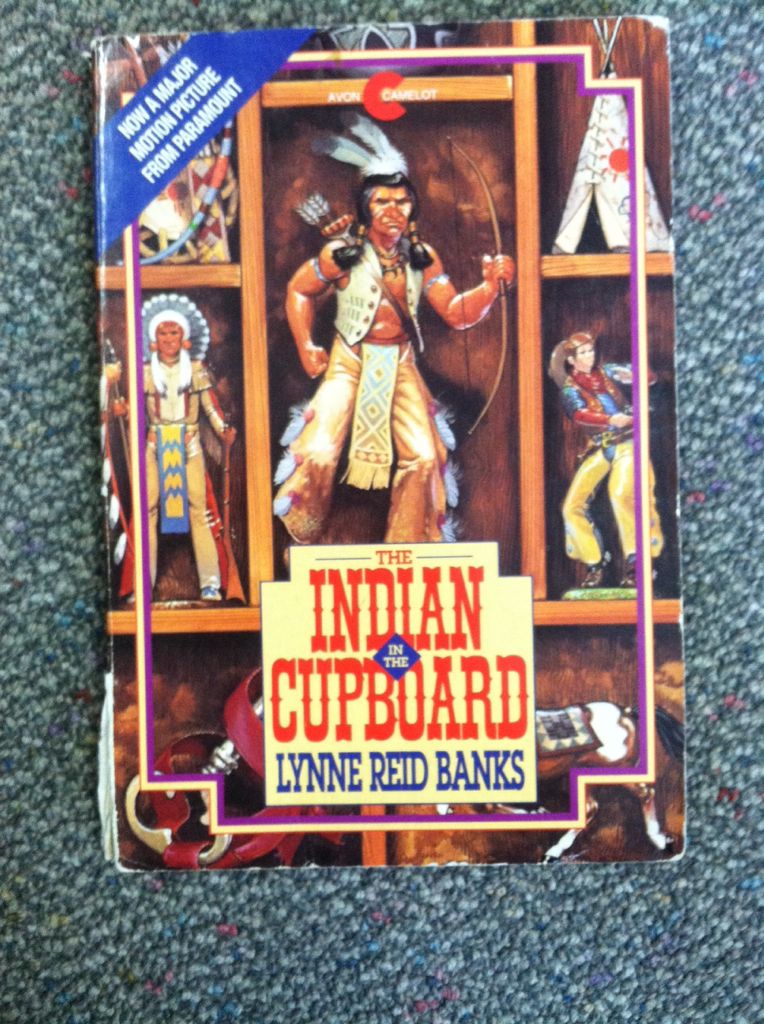 NOW A MAJOR
MOTION PICTURE
FROM PARAMOUNT
AVON CAMELOT
THE
INDIAN
IN
THE
CUPBOARD
LYNNE REID BANKS